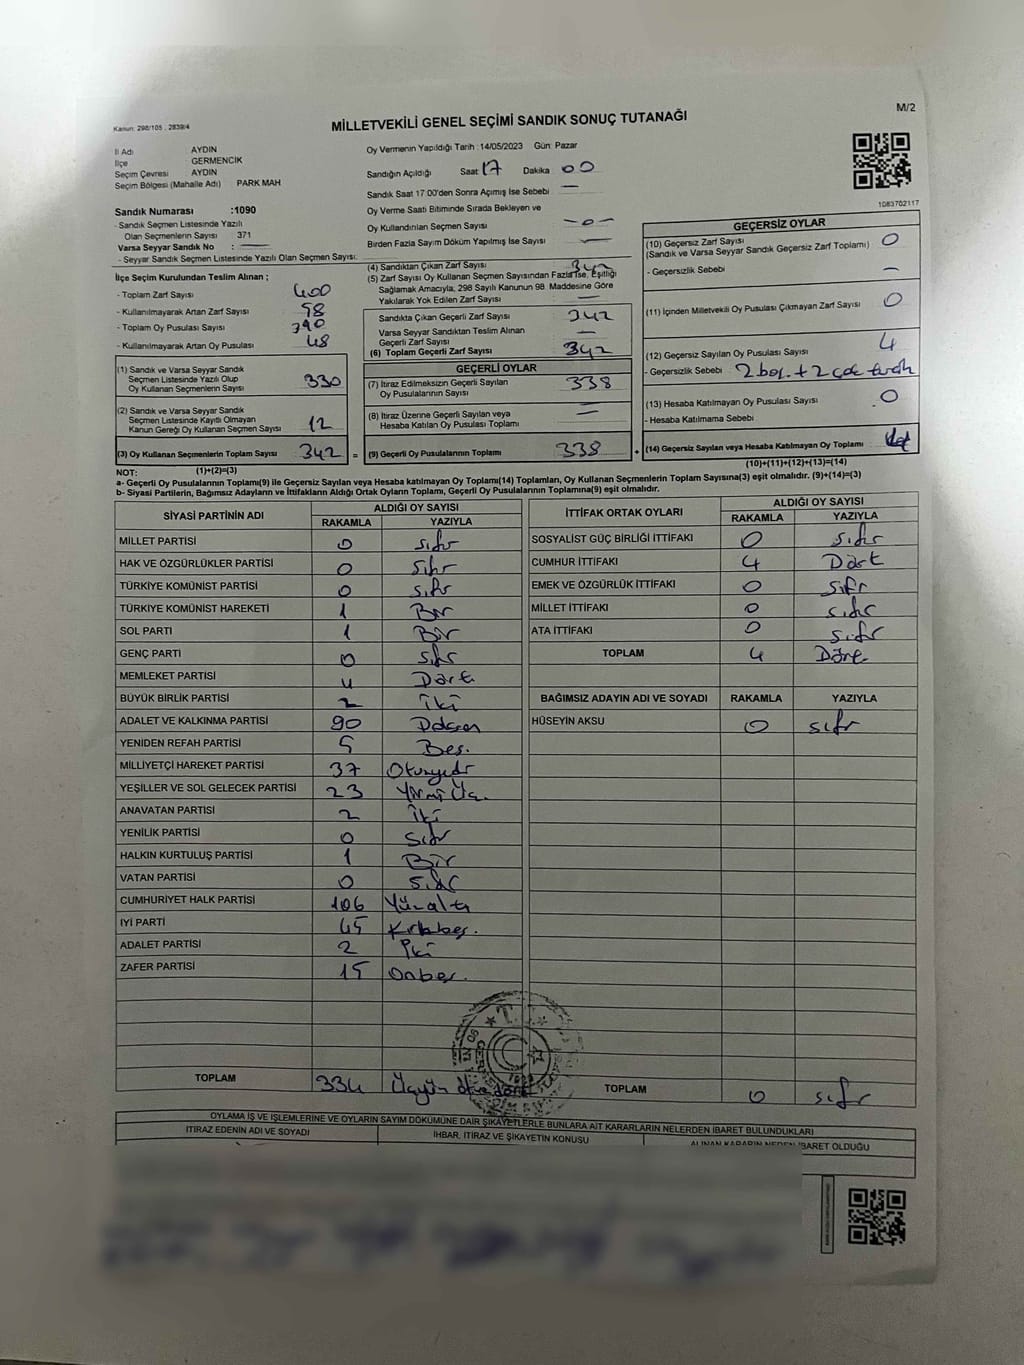 M/2
Kanun: 298/105 , 2839/4
MİLLETVEKİLİ GENEL SEÇİMİ SANDIK SONUÇ TUTANAĞI
İl Adı AYDIN
İlçe GERMENCİK
Seçim Çevresi AYDIN
Seçim Bölgesi (Mahalle Adı) PARK MAH
Sandık Numarası :1090
- Sandık Seçmen Listesinde Yazılı
Olan Seçmenlerin Sayısı 371
Varsa Seyyar Sandık No : —
- Seyyar Sandık Seçmen Listesinde Yazılı Olan Seçmen Sayısı:
Oy Vermenin Yapıldığı Tarih :14/05/2023 Gün: Pazar
Sandığın Açıldığı Saat 17 Dakika 00
Sandık Saat 17:00'den Sonra Açımış İse Sebebi —
Oy Verme Saati Bitiminde Sırada Bekleyen ve
Oy Kullandırılan Seçmen Sayısı -0-
Birden Fazla Sayım Döküm Yapılmış İse Sayısı —
1083702117
İlçe Seçim Kurulundan Teslim Alınan ;
- Toplam Zarf Sayısı 400
- Kullanılmayarak Artan Zarf Sayısı 58
- Toplam Oy Pusulası Sayısı 390
- Kullanılmayarak Artan Oy Pusulası 48
(1) Sandık ve Varsa Seyyar Sandık
Seçmen Listesinde Yazılı Olup
Oy Kullanan Seçmenlerin Sayısı 330
(2) Sandık ve Varsa Seyyar Sandık
Seçmen Listesinde Kayıtlı Olmayan
Kanun Gereği Oy Kullanan Seçmen Sayısı 12
(3) Oy Kullanan Seçmenlerin Toplam Sayısı 342 =
(4) Sandıktan Çıkan Zarf Sayısı 342
(5) Zarf Sayısı Oy Kullanan Seçmen Sayısından Fazla İse, Eşitliği
Sağlamak Amacıyla, 298 Sayılı Kanunun 98. Maddesine Göre
Yakılarak Yok Edilen Zarf Sayısı —
Sandıkta Çıkan Geçerli Zarf Sayısı 342
Varsa Seyyar Sandıktan Teslim Alınan
Geçerli Zarf Sayısı —
(6) Toplam Geçerli Zarf Sayısı 342
GEÇERLİ OYLAR
(7) İtiraz Edilmeksizin Geçerli Sayılan
Oy Pusulalarının Sayısı 338
(8) İtiraz Üzerine Geçerli Sayılan veya
Hesaba Katılan Oy Pusulası Toplamı —
(9) Geçerli Oy Pusulalarının Toplamı 338 +
GEÇERSİZ OYLAR
(10) Geçersiz Zarf Sayısı 0
(Sandık ve Varsa Seyyar Sandık Geçersiz Zarf Toplamı)
- Geçersizlik Sebebi —
(11) İçinden Milletvekili Oy Pusulası Çıkmayan Zarf Sayısı 0
(12) Geçersiz Sayılan Oy Pusulası Sayısı 4
- Geçersizlik Sebebi 2 boş + 2 çok tercih
(13) Hesaba Katılmayan Oy Pusulası Sayısı 0
- Hesaba Katılmama Sebebi
(14) Geçersiz Sayılan veya Hesaba Katılmayan Oy Toplamı
NOT: (1)+(2)=(3) (10)+(11)+(12)+(13)=(14)
a- Geçerli Oy Pusulalarının Toplamı(9) ile Geçersiz Sayılan veya Hesaba katılmayan Oy Toplamı(14) Toplamları, Oy Kullanan Seçmenlerin Toplam Sayısına(3) eşit olmalıdır. (9)+(14)=(3)
b- Siyasi Partilerin, Bağımsız Adayların ve İttifakların Aldığı Ortak Oyların Toplamı, Geçerli Oy Pusulalarının Toplamına(9) eşit olmalıdır.
SİYASİ PARTİNİN ADI ALDIĞI OY SAYISI
RAKAMLA YAZIYLA
MİLLET PARTİSİ 0 sıfır
HAK VE ÖZGÜRLÜKLER PARTİSİ 0 sıfır
TÜRKİYE KOMÜNİST PARTİSİ 0 sıfır
TÜRKİYE KOMÜNİST HAREKETİ 1 Bir
SOL PARTİ 1 Bir
GENÇ PARTİ 0 sıfır
MEMLEKET PARTİSİ 4 Dört
BÜYÜK BİRLİK PARTİSİ 2 İki
ADALET VE KALKINMA PARTİSİ 90 Doksan
YENİDEN REFAH PARTİSİ 5 Beş.
MİLLİYETÇİ HAREKET PARTİSİ 37 Otuzyedi
YEŞİLLER VE SOL GELECEK PARTİSİ 23 Yirmi Üç.
ANAVATAN PARTİSİ 2 İki
YENİLİK PARTİSİ 0 sıfır
HALKIN KURTULUŞ PARTİSİ 1 Bir
VATAN PARTİSİ 0 sıfır
CUMHURİYET HALK PARTİSİ 106 Yüzaltı
İYİ PARTİ 45 Kırkbeş.
ADALET PARTİSİ 2 İki
ZAFER PARTİSİ 15 Onbeş.
TOPLAM 334 Üçyüz Otuzdört
İTTİFAK ORTAK OYLARI ALDIĞI OY SAYISI
RAKAMLA YAZIYLA
SOSYALİST GÜÇ BİRLİĞİ İTTİFAKI 0 sıfır
CUMHUR İTTİFAKI 4 Dört
EMEK VE ÖZGÜRLÜK İTTİFAKI 0 sıfır
MİLLET İTTİFAKI 0 sıfır
ATA İTTİFAKI 0 sıfır
TOPLAM 4 Dört.
BAĞIMSIZ ADAYIN ADI VE SOYADI RAKAMLA YAZIYLA
HÜSEYİN AKSU 0 sıfır
TOPLAM 0 sıfır
OYLAMA İŞ VE İŞLEMLERİNE VE OYLARIN SAYIM DÖKÜMÜNE DAİR ŞİKAYETLERLE BUNLARA AİT KARARLARIN NELERDEN İBARET BULUNDUKLARI
İTİRAZ EDENİN ADI VE SOYADI İHBAR, İTİRAZ VE ŞİKAYETİN KONUSU ALINAN KARARIN NEDEN İBARET OLDUĞU